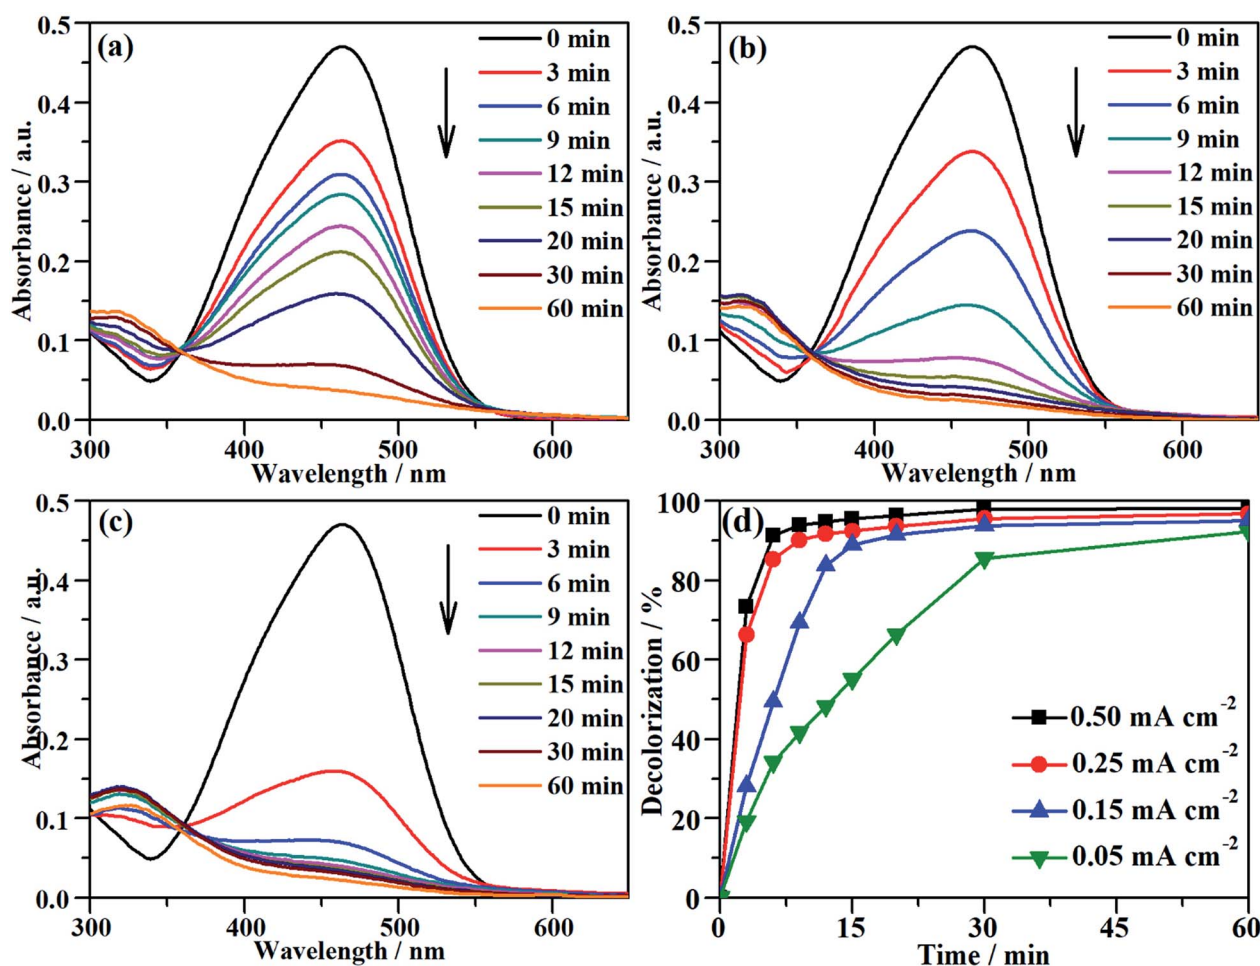 (a)
0 min
3 min
6 min
9 min
12 min
15 min
20 min
30 min
60 min
0.5
0.4
0.3
0.2
0.1
0.0
Absorbance / a.u.
300 400 500 600
Wavelength / nm
(b)
0 min
3 min
6 min
9 min
12 min
15 min
20 min
30 min
60 min
0.5
0.4
0.3
0.2
0.1
0.0
Absorbance / a.u.
300 400 500 600
Wavelength / nm
(c)
0 min
3 min
6 min
9 min
12 min
15 min
20 min
30 min
60 min
0.5
0.4
0.3
0.2
0.1
0.0
Absorbance / a.u.
300 400 500 600
Wavelength / nm
(d)
100
80
60
40
20
0
Decolorization / %
0.50 mA cm⁻²
0.25 mA cm⁻²
0.15 mA cm⁻²
0.05 mA cm⁻²
0 15 30 45 60
Time / min